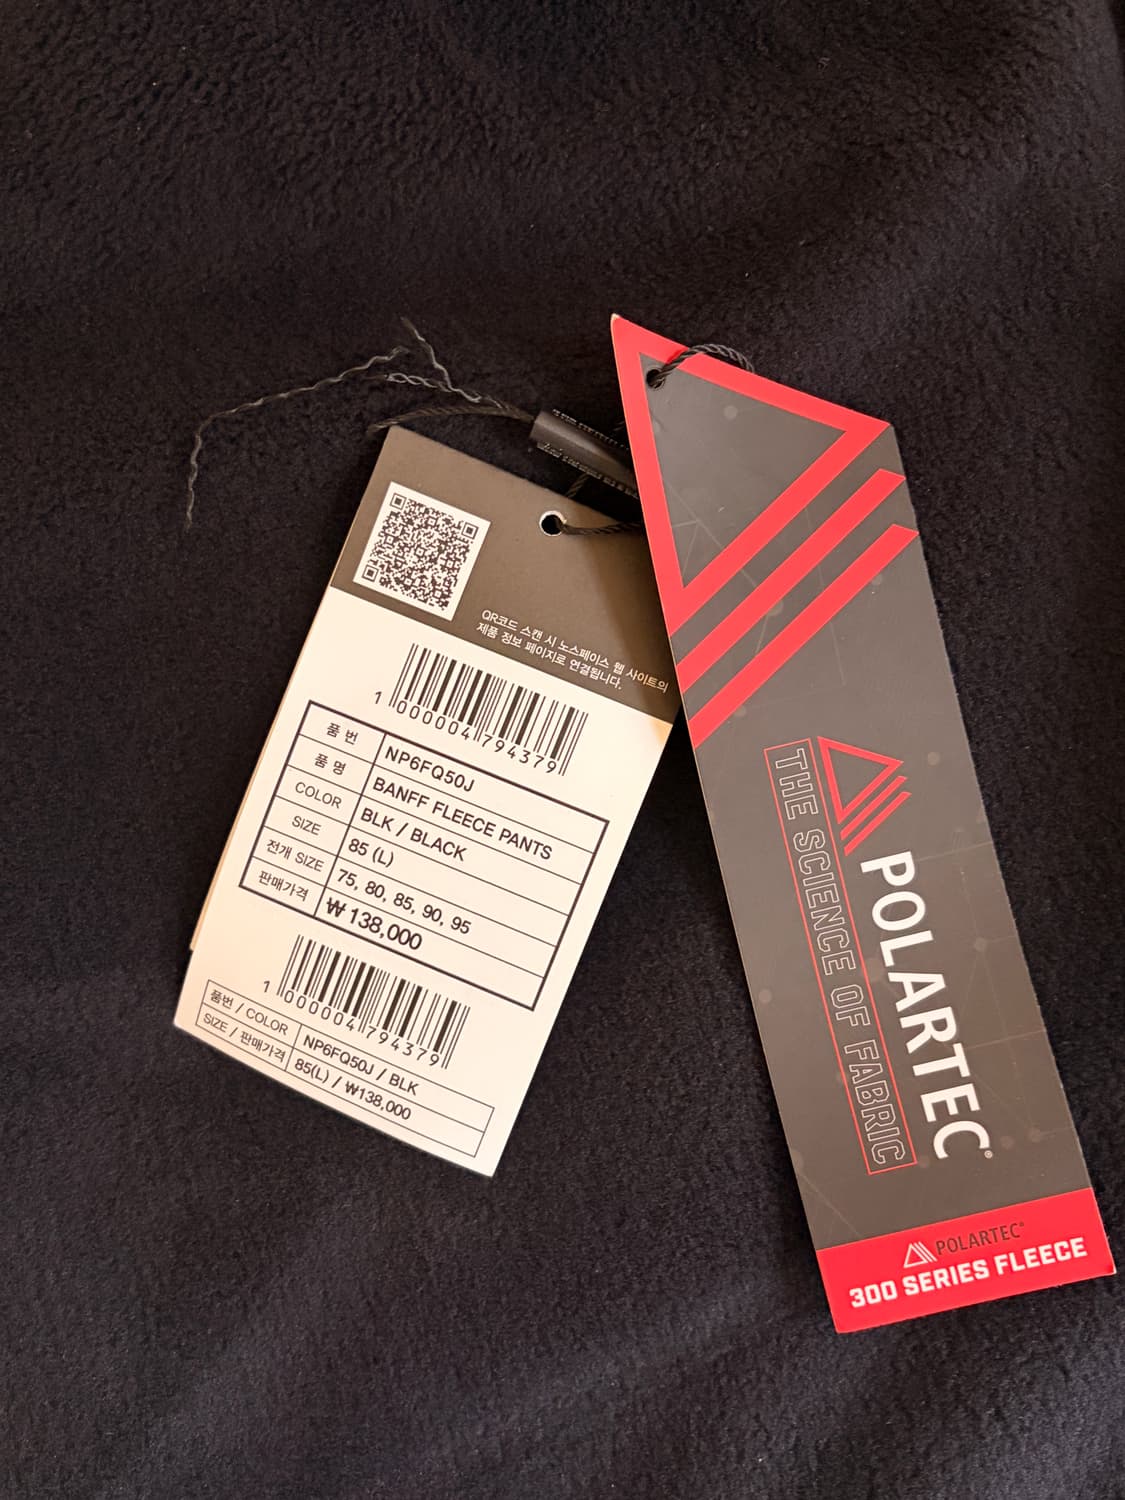 QR코드 스캔 시 노스페이스 웹 사이트의
제품 정보 페이지로 연결됩니다.
1 000004 794379
품 번 NP6FQ50J
품 명 BANFF FLEECE PANTS
COLOR BLK / BLACK
SIZE 85 (L)
전개 SIZE 75, 80, 85, 90, 95
판매가격 ₩ 138,000
1 000004 794379
품번 / COLOR NP6FQ50J / BLK
SIZE / 판매가격 85(L) / ₩138,000
POLARTEC®
THE SCIENCE OF FABRIC
POLARTEC®
300 SERIES FLEECE